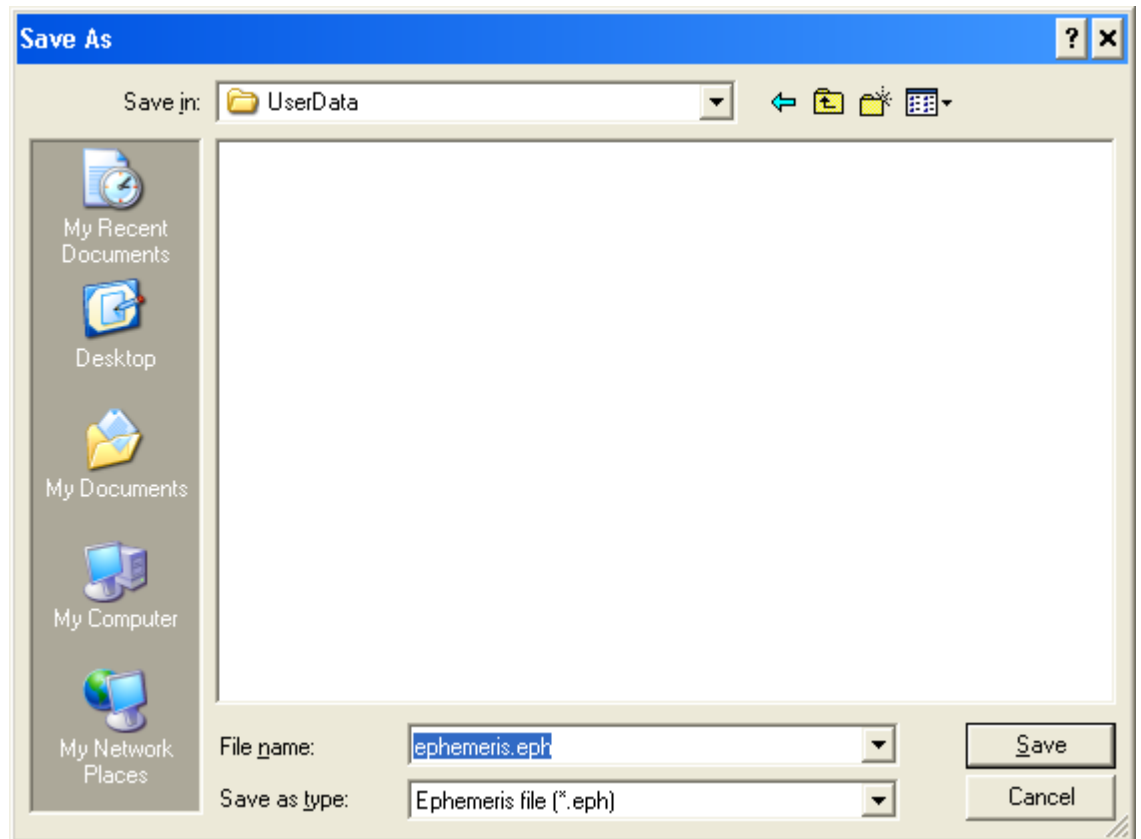 Save As
Save in:
UserData
My Recent
Documents
Desktop
My Documents
My Computer
My Network
Places
File name:
ephemeris.eph
Save
Save as type:
Ephemeris file (*.eph)
Cancel